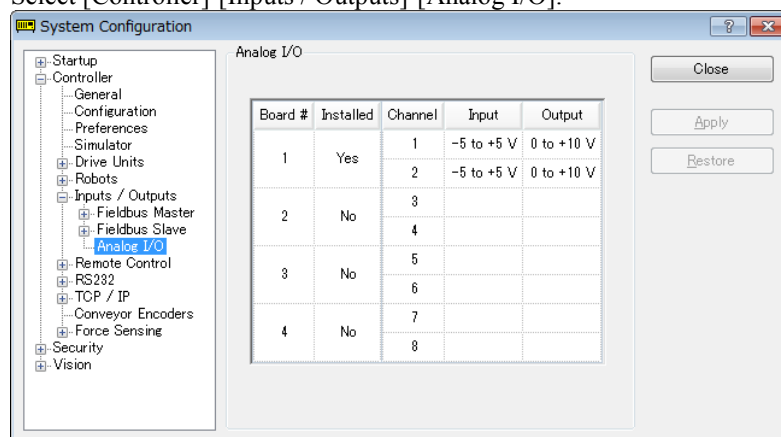 Select [Controller]-[Inputs / Outputs]-[Analog I/O].
System Configuration
Startup
Controller
General
Configuration
Preferences
Simulator
Drive Units
Robots
Inputs / Outputs
Fieldbus Master
Fieldbus Slave
Analog I/O
Remote Control
RS232
TCP / IP
Conveyor Encoders
Force Sensing
Security
Vision
Analog I/O
Board # Installed Channel Input Output
1 Yes 1 -5 to +5 V 0 to +10 V
2 -5 to +5 V 0 to +10 V
2 No 3
4
3 No 5
6
4 No 7
8
Close
Apply
Restore